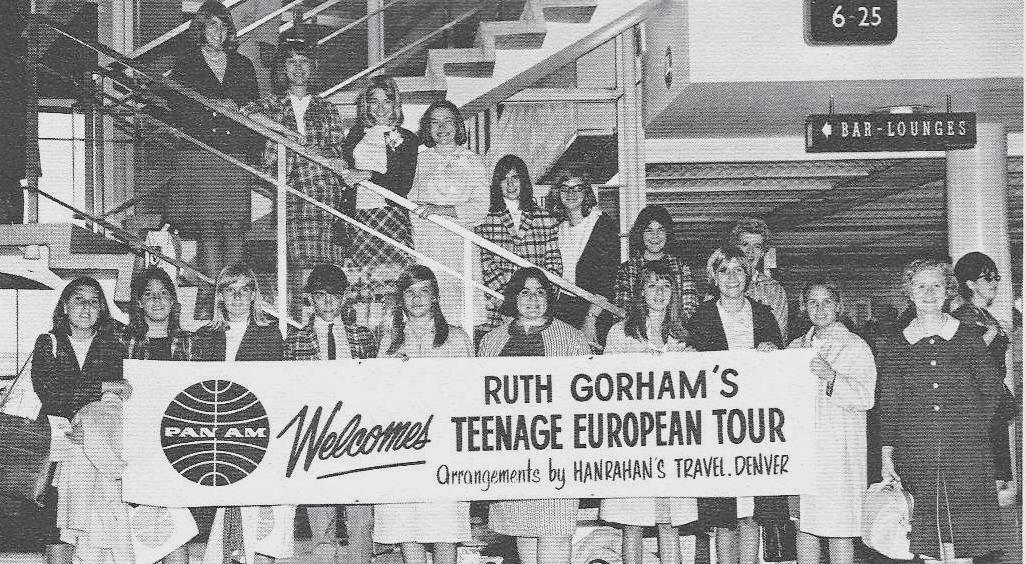 6-25
BAR-LOUNGES
PAN AM
Welcomes
RUTH GORHAM'S
TEENAGE EUROPEAN TOUR
Arrangements by HANRAHAN'S TRAVEL. DENVER